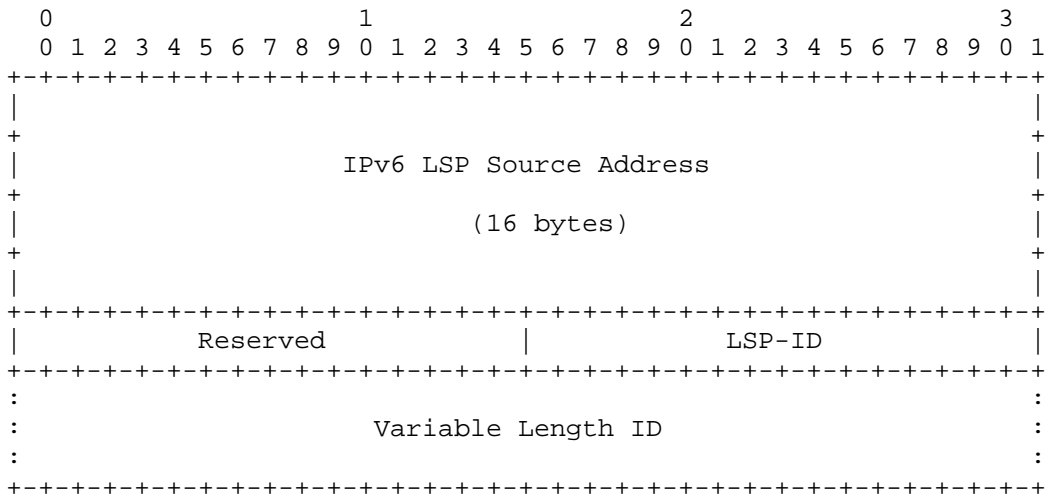 0                   1                   2                   3
0 1 2 3 4 5 6 7 8 9 0 1 2 3 4 5 6 7 8 9 0 1 2 3 4 5 6 7 8 9 0 1
+-+-+-+-+-+-+-+-+-+-+-+-+-+-+-+-+-+-+-+-+-+-+-+-+-+-+-+-+-+-+-+-+
|                                                               |
+                                                               +
|                    IPv6 LSP Source Address                    |
+                                                               +
|                            (16 bytes)                         |
+                                                               +
|                                                               |
+-+-+-+-+-+-+-+-+-+-+-+-+-+-+-+-+-+-+-+-+-+-+-+-+-+-+-+-+-+-+-+-+
|           Reserved            |            LSP-ID             |
+-+-+-+-+-+-+-+-+-+-+-+-+-+-+-+-+-+-+-+-+-+-+-+-+-+-+-+-+-+-+-+-+
:                                                               :
:                      Variable Length ID                       :
:                                                               :
+-+-+-+-+-+-+-+-+-+-+-+-+-+-+-+-+-+-+-+-+-+-+-+-+-+-+-+-+-+-+-+-+